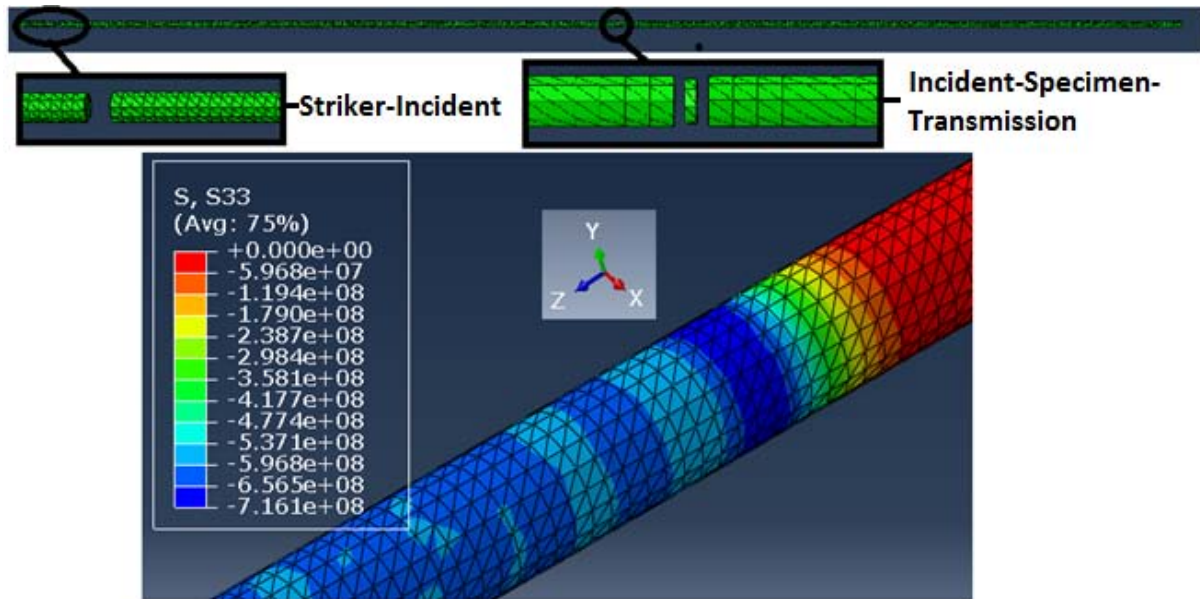 Striker-Incident
Incident-Specimen-
Transmission
S, S33
(Avg: 75%)
+0.000e+00
-5.968e+07
-1.194e+08
-1.790e+08
-2.387e+08
-2.984e+08
-3.581e+08
-4.177e+08
-4.774e+08
-5.371e+08
-5.968e+08
-6.565e+08
-7.161e+08
Y
Z
X